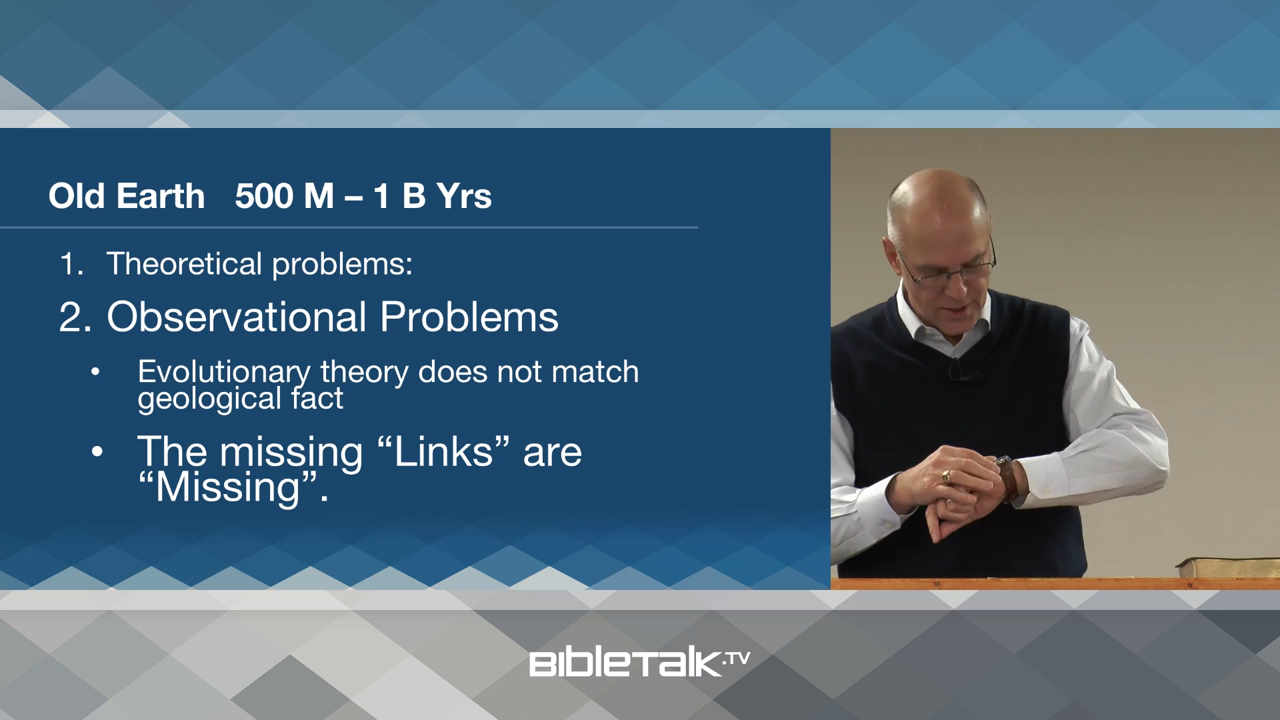 Old Earth 500 M – 1 B Yrs
1. Theoretical problems:
2. Observational Problems
• Evolutionary theory does not match
geological fact
• The missing “Links” are
“Missing”.
BIBLETALK.TV